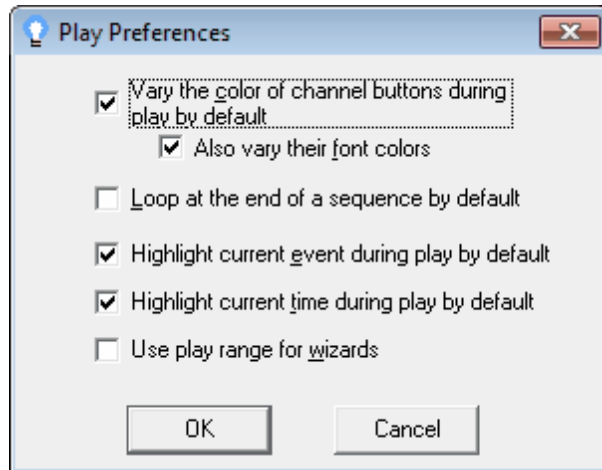 Play Preferences
Vary the color of channel buttons during
play by default
Also vary their font colors
Loop at the end of a sequence by default
Highlight current event during play by default
Highlight current time during play by default
Use play range for wizards
OK
Cancel